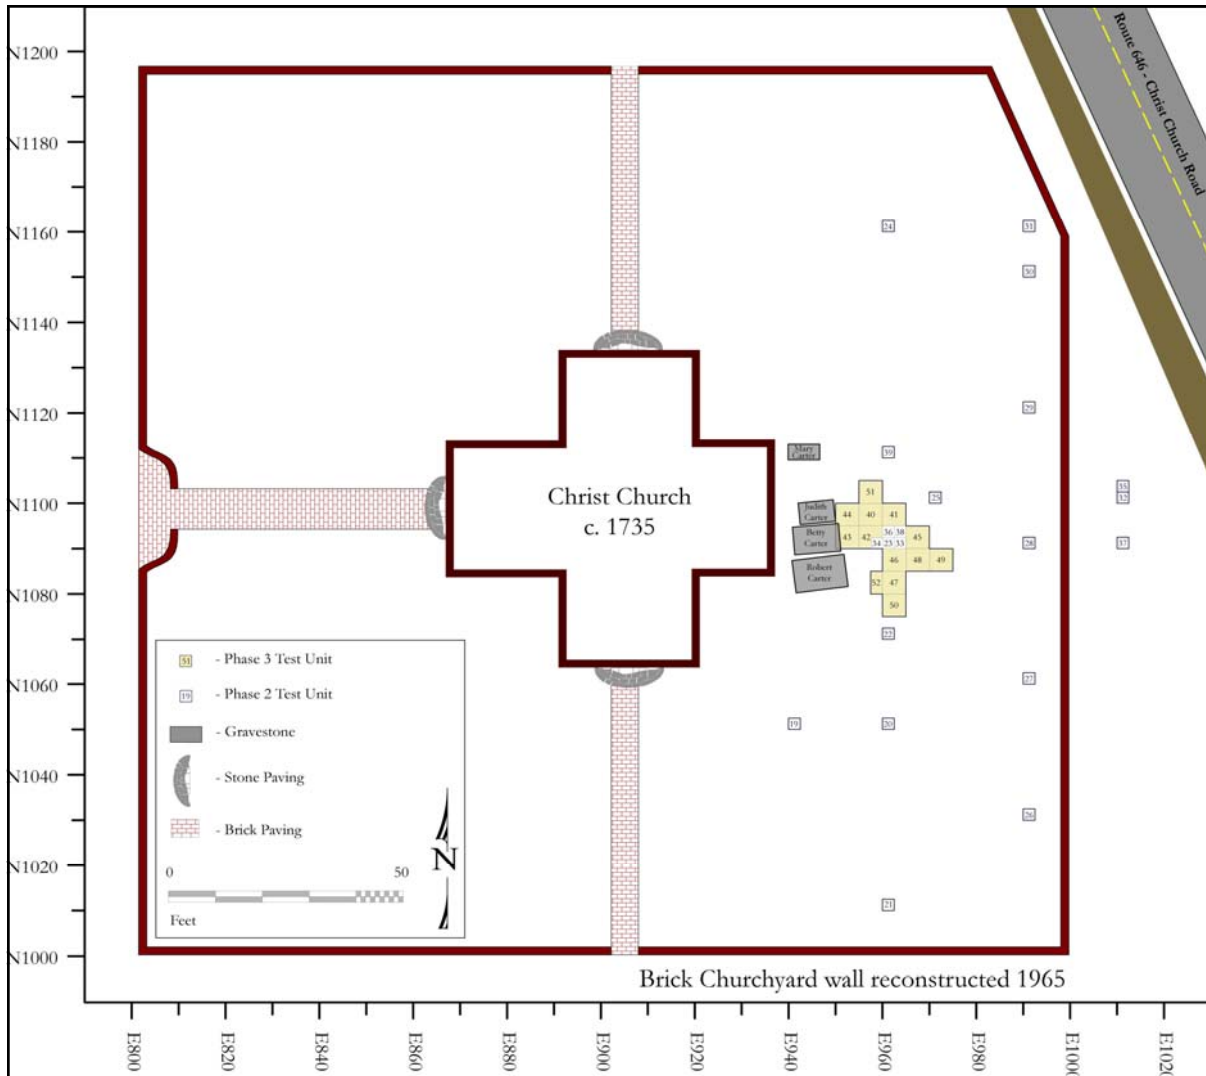 N1200
Route 646 - Christ Church Road
N1180
N1160
24
31
30
N1140
N1120
29
Mary
Carter
39
51
35
N1100
Christ Church
c. 1735
Judith
Carter
44
40
41
25
32
Betty
Carter
43
42
36
38
45
34
23
33
28
37
46
48
49
Robert
Carter
N1080
52
47
50
22
N1060
27
51
- Phase 3 Test Unit
19
- Phase 2 Test Unit
19
20
- Gravestone
N1040
- Stone Paving
- Brick Paving
26
N1020
0
50
N
Feet
21
N1000
Brick Churchyard wall reconstructed 1965
E800
E820
E840
E860
E880
E900
E920
E940
E960
E980
E1000
E1020